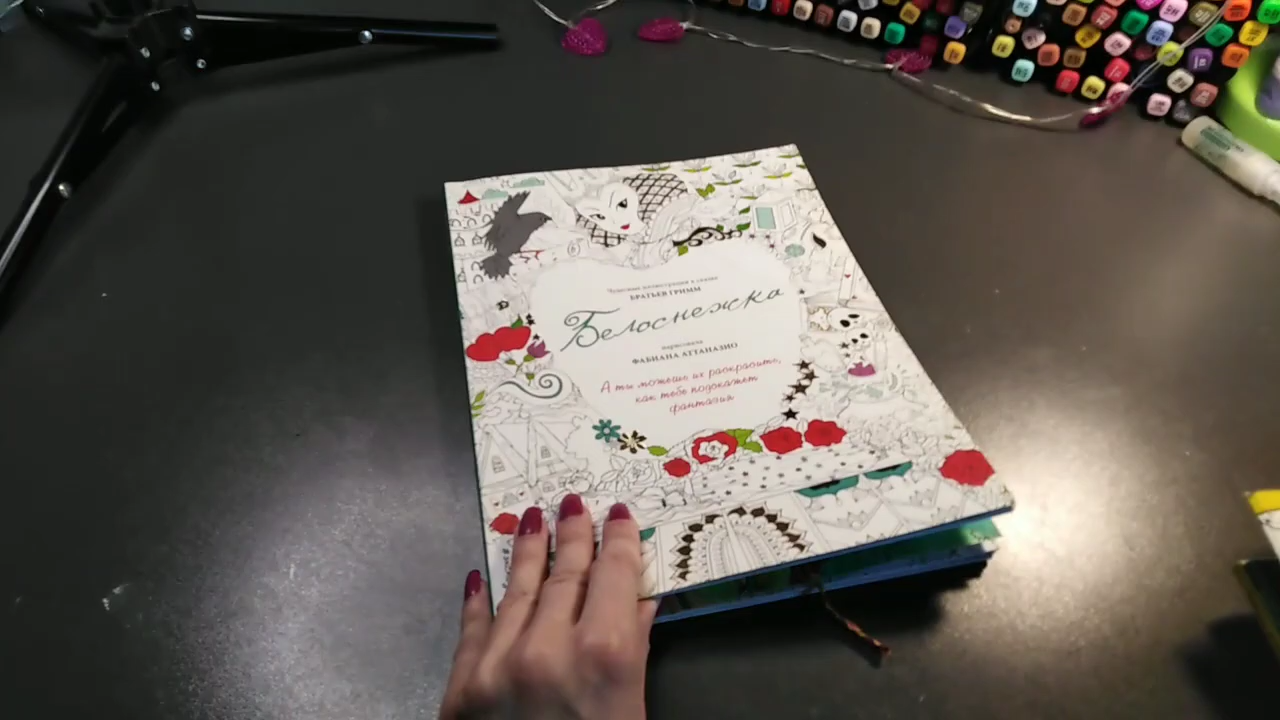 Чудесные иллюстрации к сказке
БРАТЬЕВ ГРИММ
Белоснежка
нарисовала
ФАБИАНА АТТАНАЗИО
А ты можешь их раскрасить,
как тебе подскажет
фантазия